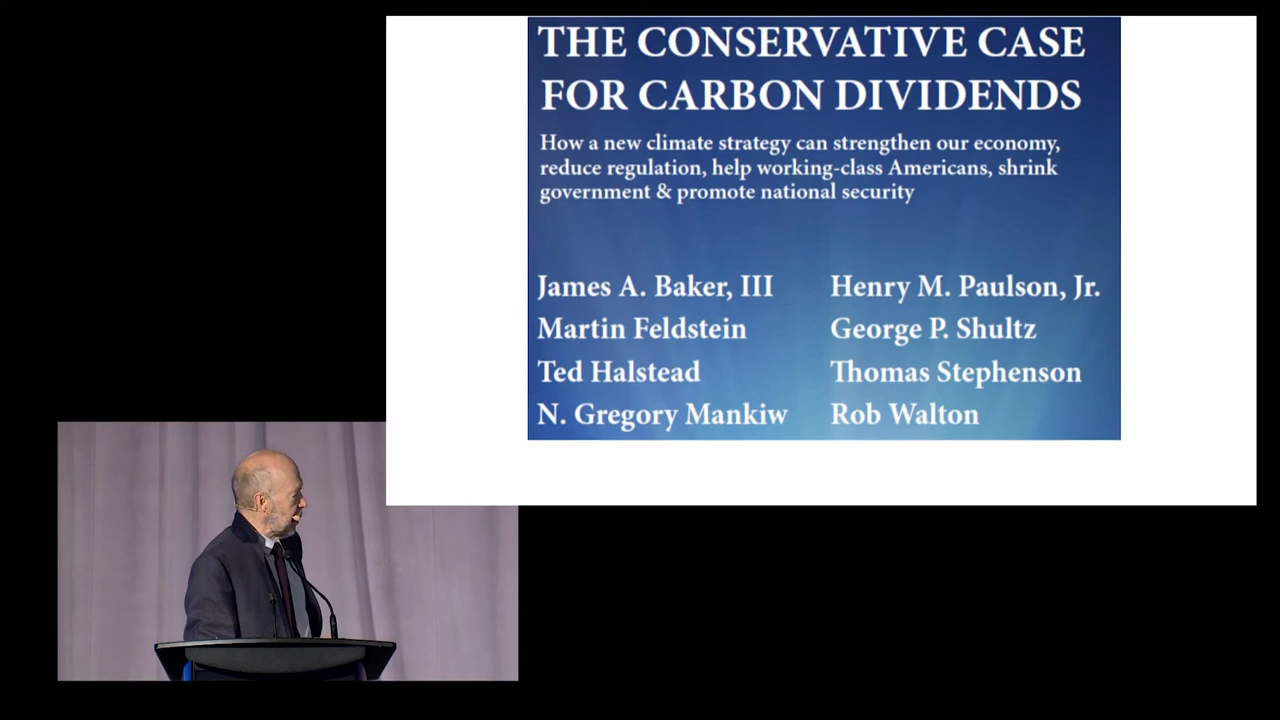 THE CONSERVATIVE CASE
FOR CARBON DIVIDENDS
How a new climate strategy can strengthen our economy,
reduce regulation, help working-class Americans, shrink
government & promote national security
James A. Baker, III
Henry M. Paulson, Jr.
Martin Feldstein
George P. Shultz
Ted Halstead
Thomas Stephenson
N. Gregory Mankiw
Rob Walton